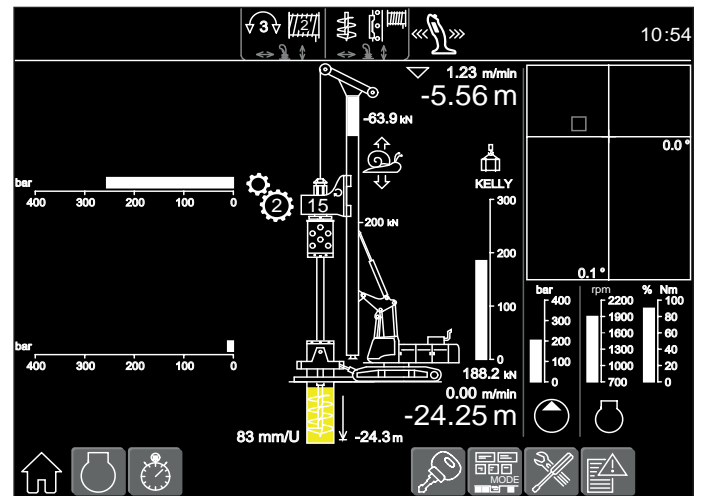 3 2
10:54
1.23 m/min
-5.56 m
-63.9 kN
0.0 °
KELLY
bar
400 300 200 100 0
2 15
300
200
100
0
-200 kN
0.1 °
bar
400
300
200
100
0
rpm
2200
1900
1600
1300
1000
700
% Nm
100
80
60
40
20
0
bar
400 300 200 100 0
188.2 kN
0.00 m/min
-24.25 m
83 mm/U
-24.3 m
MODE